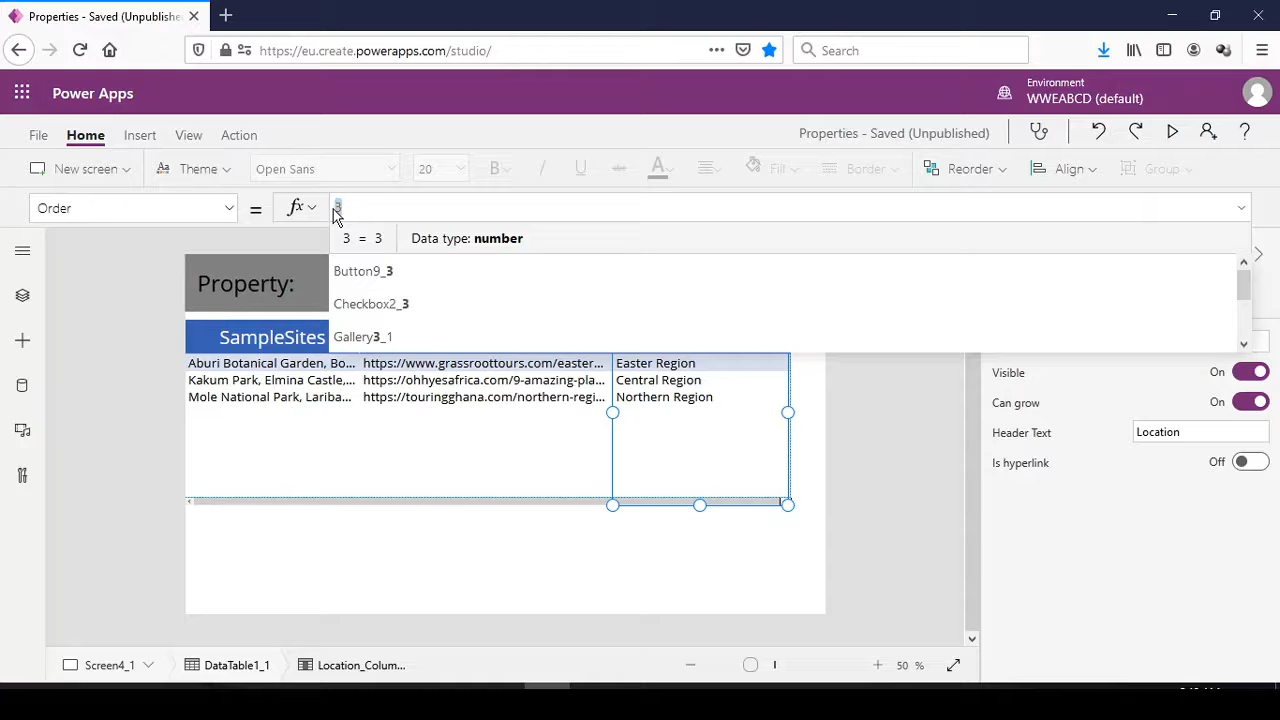 Properties - Saved (Unpublishe
https://eu.create.powerapps.com/studio/
Search
Power Apps
Environment
WWEABCD (default)
File Home Insert View Action
Properties - Saved (Unpublished)
New screen Theme Open Sans 20 B Fill Border Reorder Align Group
Order = fx 3
3 = 3 Data type: number
Button9_3
Checkbox2_3
Gallery3_1
Property:
SampleSites
Aburi Botanical Garden, Bo... https://www.grassroottours.com/easter... Easter Region
Kakum Park, Elmina Castle,... https://ohhyesafrica.com/9-amazing-pla... Central Region
Mole National Park, Lariba... https://touringghana.com/northern-regi... Northern Region
Visible On
Can grow On
Header Text Location
Is hyperlink Off
Screen4_1 DataTable1_1 Location_Colum... 50 %